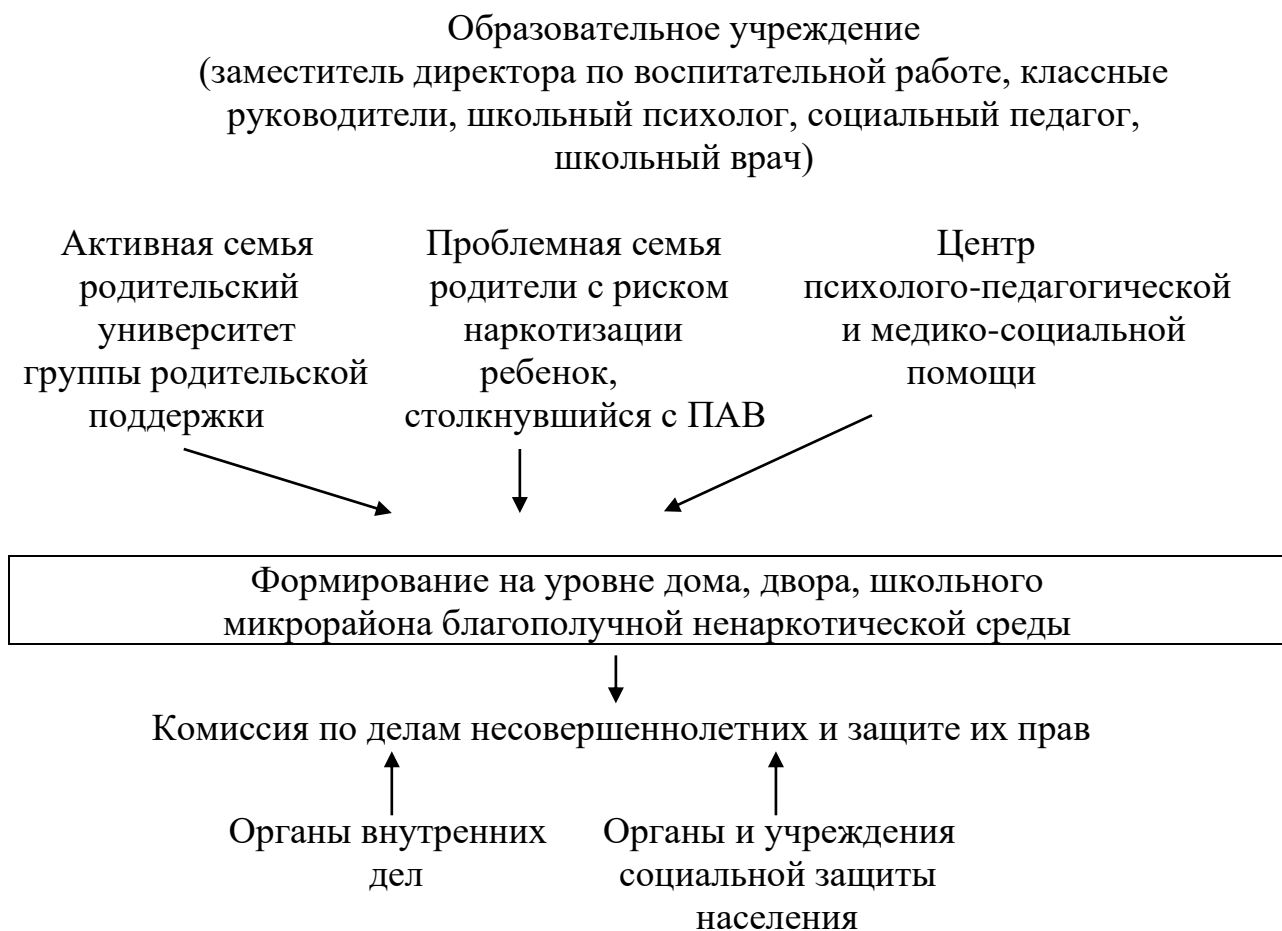 Образовательное учреждение
(заместитель директора по воспитательной работе, классные
руководители, школьный психолог, социальный педагог,
школьный врач)
Активная семья
родительский
университет
группы родительской
поддержки
Проблемная семья
родители с риском
наркотизации
ребенок,
столкнувшийся с ПАВ
Центр
психолого-педагогической
и медико-социальной
помощи
Формирование на уровне дома, двора, школьного
микрорайона благополучной ненаркотической среды
Комиссия по делам несовершеннолетних и защите их прав
Органы внутренних
дел
Органы и учреждения
социальной защиты
населения